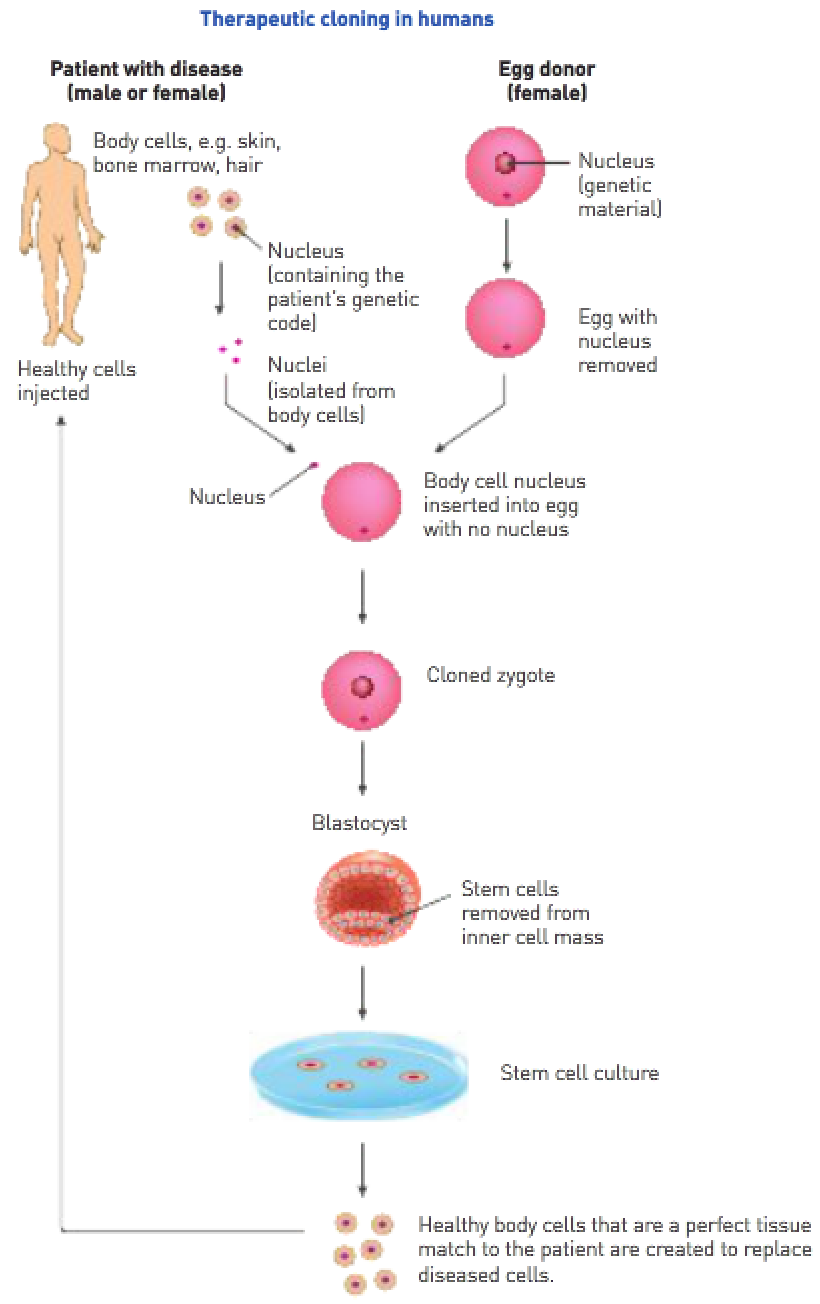 Therapeutic cloning in humans
Patient with disease
(male or female)
Egg donor
(female)
Body cells, e.g. skin,
bone marrow, hair
Nucleus
(genetic
material)
Nucleus
(containing the
patient's genetic
code)
Egg with
nucleus
removed
Healthy cells
injected
Nuclei
(isolated from
body cells)
Nucleus
Body cell nucleus
inserted into egg
with no nucleus
Cloned zygote
Blastocyst
Stem cells
removed from
inner cell mass
Stem cell culture
Healthy body cells that are a perfect tissue
match to the patient are created to replace
diseased cells.